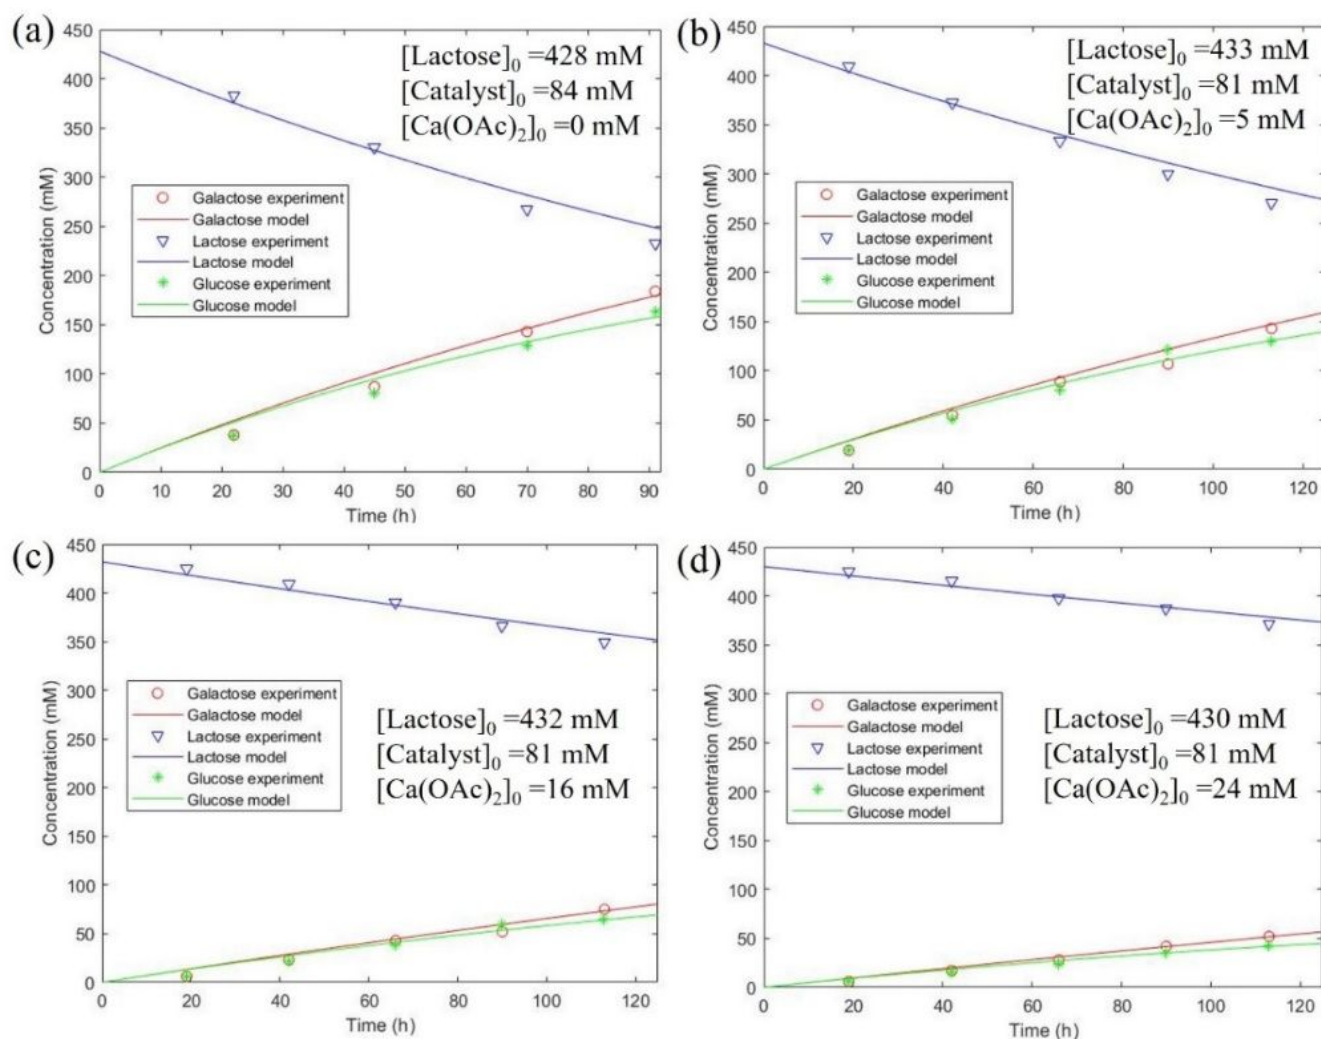 (a)
450
400
350
300
250
200
150
100
50
0
Concentration (mM)
[Lactose]₀ =428 mM
[Catalyst]₀ =84 mM
[Ca(OAc)₂]₀ =0 mM
Galactose experiment
Galactose model
Lactose experiment
Lactose model
Glucose experiment
Glucose model
0 10 20 30 40 50 60 70 80 90
Time (h)
(b)
450
400
350
300
250
200
150
100
50
0
Concentration (mM)
[Lactose]₀ =433 mM
[Catalyst]₀ =81 mM
[Ca(OAc)₂]₀ =5 mM
Galactose experiment
Galactose model
Lactose experiment
Lactose model
Glucose experiment
Glucose model
0 20 40 60 80 100 120
Time (h)
(c)
450
400
350
300
250
200
150
100
50
0
Concentration (mM)
Galactose experiment
Galactose model
Lactose experiment
Lactose model
Glucose experiment
Glucose model
[Lactose]₀ =432 mM
[Catalyst]₀ =81 mM
[Ca(OAc)₂]₀ =16 mM
0 20 40 60 80 100 120
Time (h)
(d)
450
400
350
300
250
200
150
100
50
0
Concentration (mM)
Galactose experiment
Galactose model
Lactose experiment
Lactose model
Glucose experiment
Glucose model
[Lactose]₀ =430 mM
[Catalyst]₀ =81 mM
[Ca(OAc)₂]₀ =24 mM
0 20 40 60 80 100 120
Time (h)